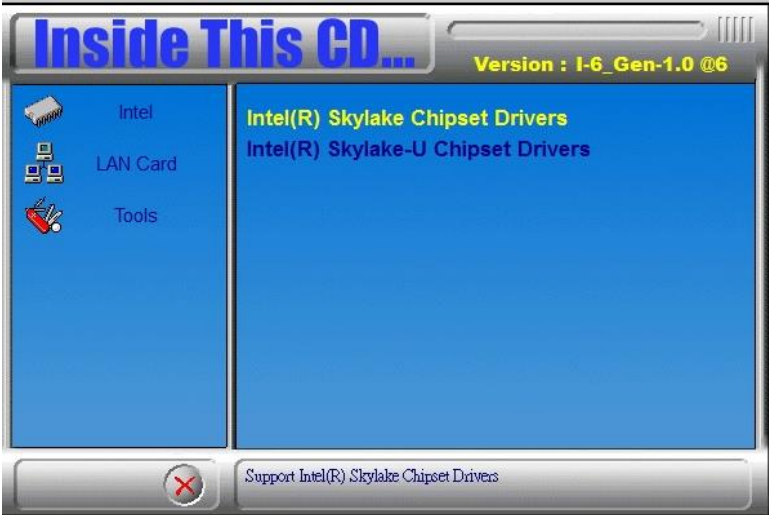 Inside This CD...
Version : I-6_Gen-1.0 @6
Intel
LAN Card
Tools
Intel(R) Skylake Chipset Drivers
Intel(R) Skylake-U Chipset Drivers
Support Intel(R) Skylake Chipset Drivers